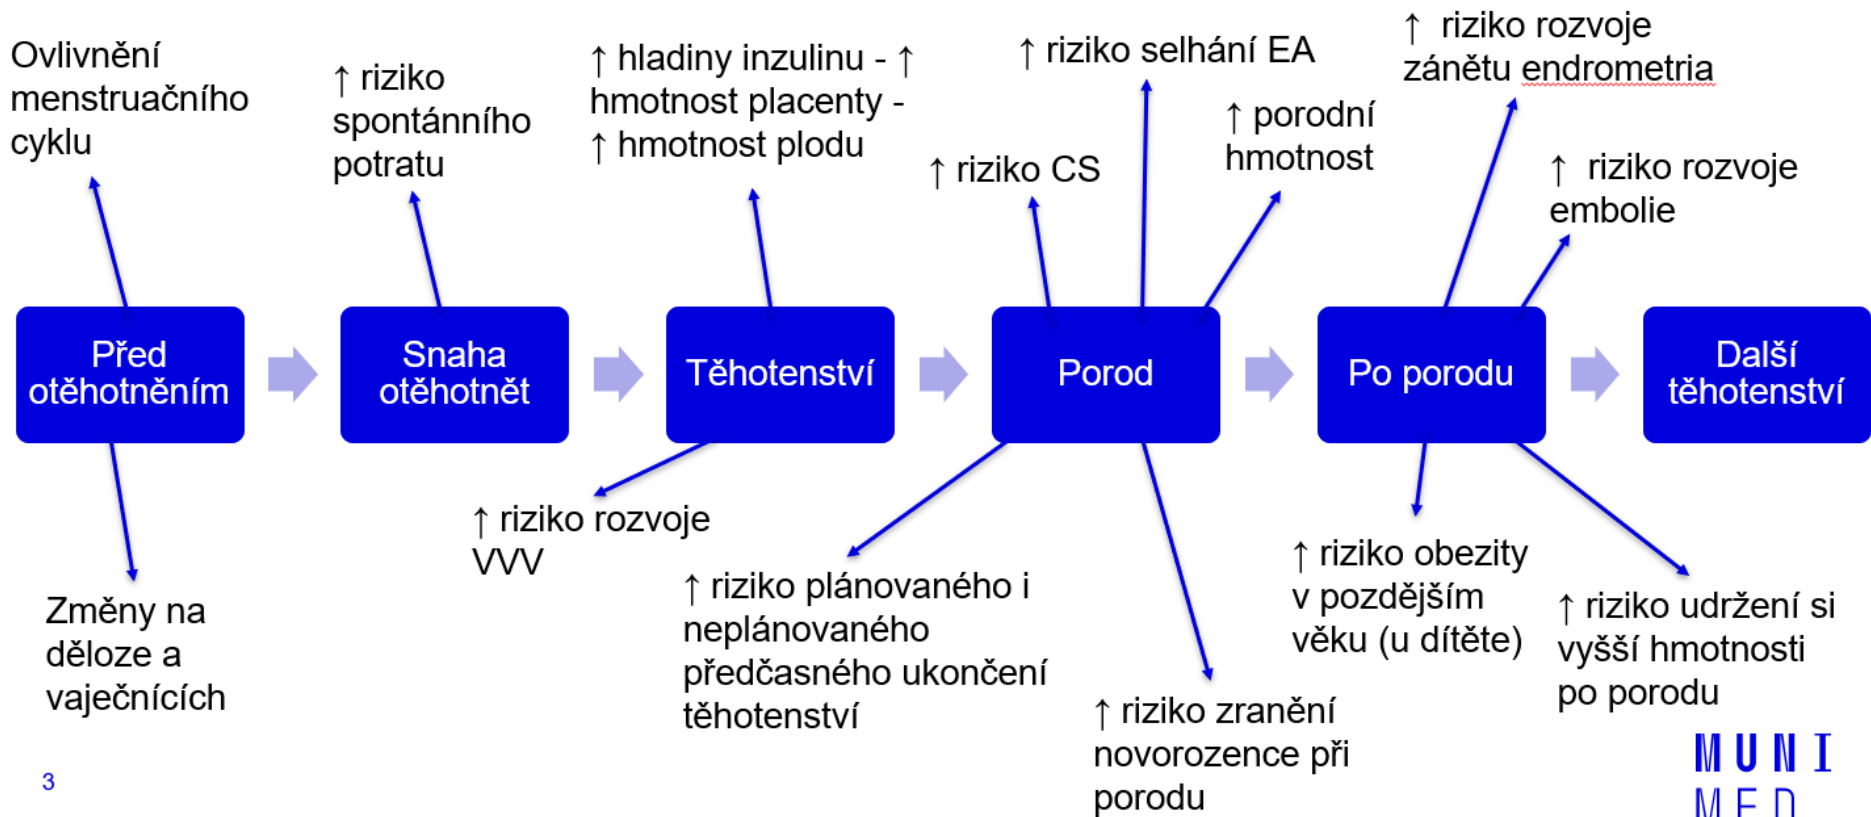 Ovlivnění
menstruačního
cyklu
↑ riziko
spontánního
potratu
↑ hladiny inzulinu - ↑
hmotnost placenty -
↑ hmotnost plodu
↑ riziko CS
↑ riziko selhání EA
↑ porodní
hmotnost
↑ riziko rozvoje
zánětu endrometria
↑ riziko rozvoje
embolie
Před
otěhotněním
Snaha
otěhotnět
Těhotenství
Porod
Po porodu
Další
těhotenství
Změny na
děloze a
vaječnících
↑ riziko rozvoje
VVV
↑ riziko plánovaného i
neplánovaného
předčasného ukončení
těhotenství
↑ riziko zranění
novorozence při
porodu
↑ riziko obezity
v pozdějším
věku (u dítěte)
↑ riziko udržení si
vyšší hmotnosti
po porodu
3
MUNI
MED